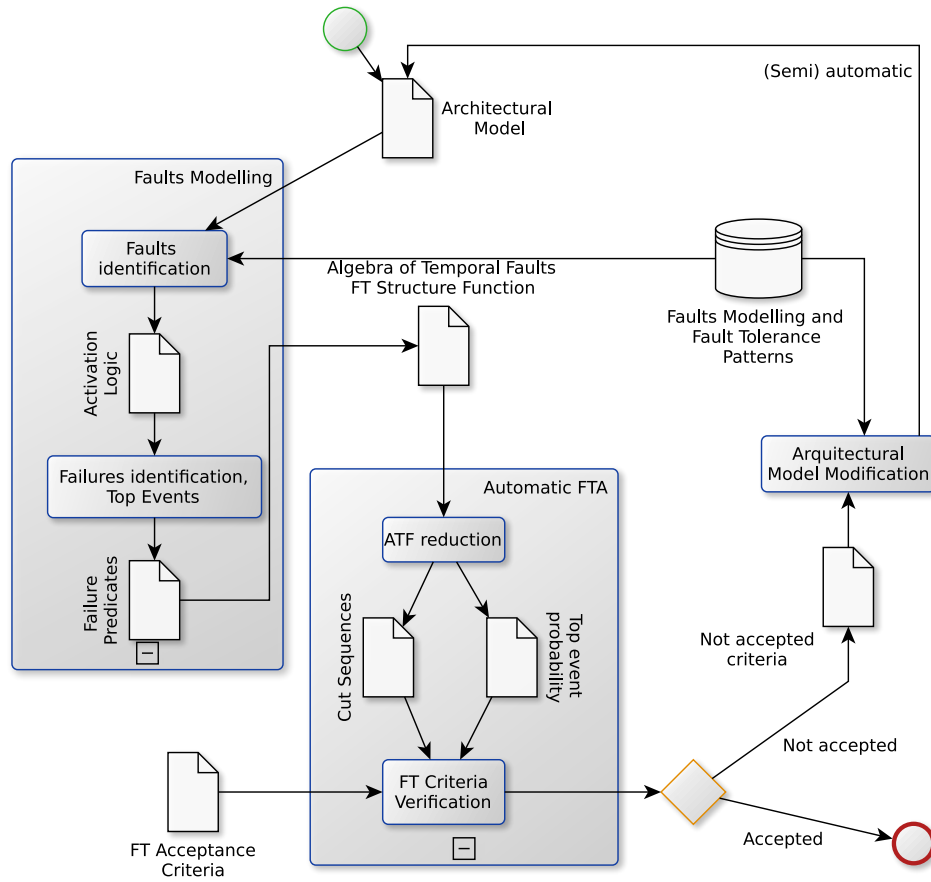 (Semi) automatic
Architectural
Model
Faults Modelling
Faults
identification
Algebra of Temporal Faults
FT Structure Function
Faults Modelling and
Fault Tolerance
Patterns
Activation
Logic
Failures identification,
Top Events
Arquitectural
Model Modification
Automatic FTA
ATF reduction
Failure
Predicates
Cut Sequences
Top event
probability
Not accepted
criteria
Not accepted
FT Criteria
Verification
Accepted
FT Acceptance
Criteria